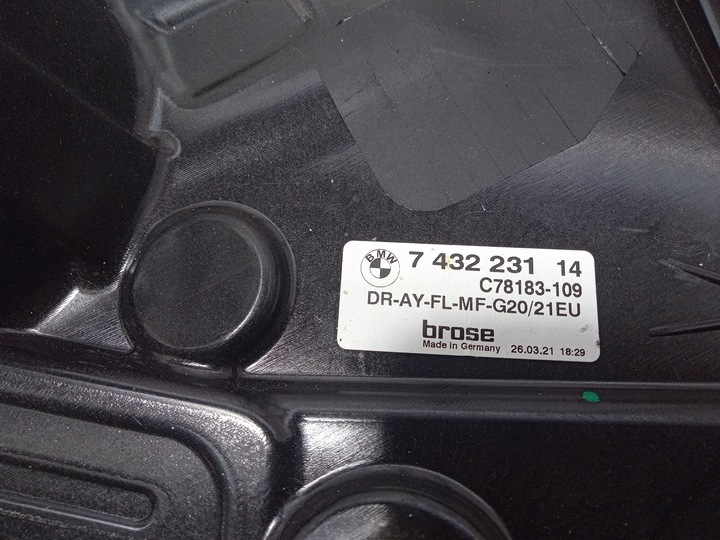 BMW
7 432 231 14
C78183-109
DR-AY-FL-MF-G20/21EU
brose
Made in Germany 26.03.21 18:29